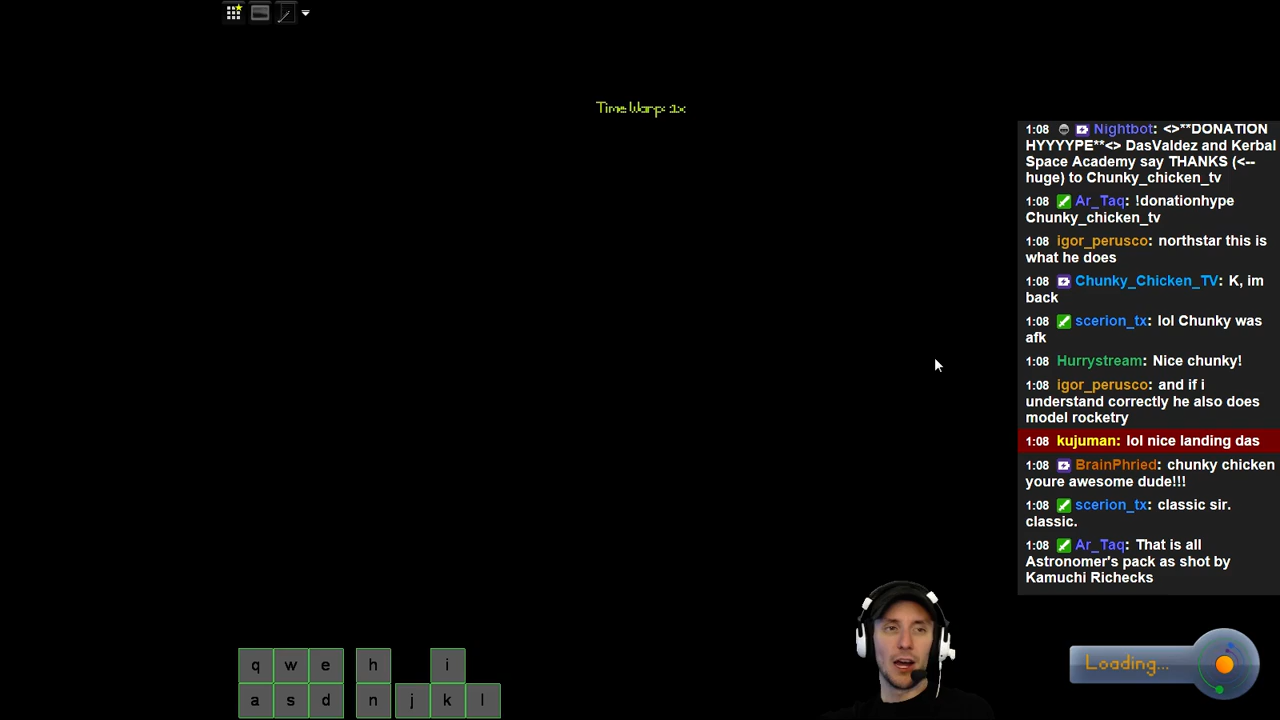 Time Warp: 1x
1:08 Nightbot: <>**DONATION
HYYYYPE**<> DasValdez and Kerbal
Space Academy say THANKS (<--
huge) to Chunky_chicken_tv
1:08 Ar_Taq: !donationhype
Chunky_chicken_tv
1:08 igor_perusco: northstar this is
what he does
1:08 Chunky_Chicken_TV: K, im
back
1:08 scerion_tx: lol Chunky was
afk
1:08 Hurrystream: Nice chunky!
1:08 igor_perusco: and if i
understand correctly he also does
model rocketry
1:08 kujuman: lol nice landing das
1:08 BrainPhried: chunky chicken
youre awesome dude!!!
1:08 scerion_tx: classic sir.
classic.
1:08 Ar_Taq: That is all
Astronomer's pack as shot by
Kamuchi Richecks
q w e h i
a s d n j k l
Loading...